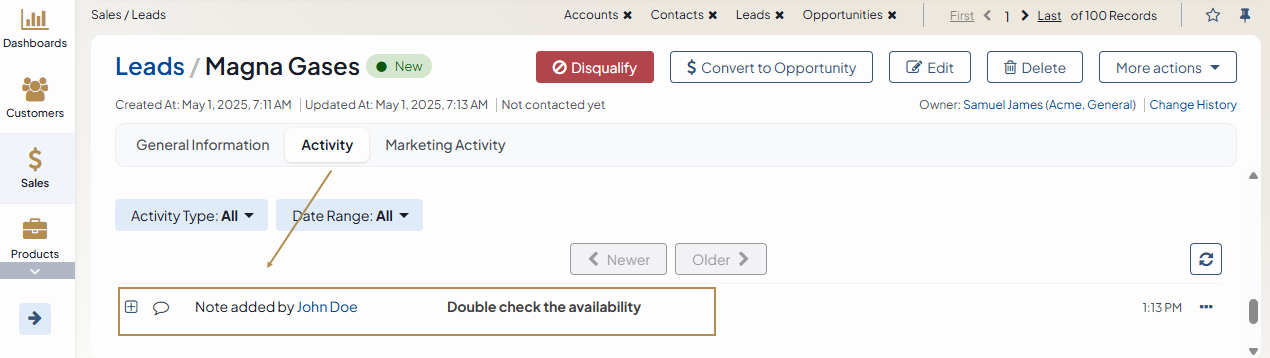 Dashboards
Customers
Sales
Products
Sales / Leads
Accounts ✖ Contacts ✖ Leads ✖ Opportunities ✖ First 1 Last of 100 Records
Leads / Magna Gases New Disqualify $ Convert to Opportunity Edit Delete More actions
Created At: May 1, 2025, 7:11 AM | Updated At: May 1, 2025, 7:13 AM | Not contacted yet Owner: Samuel James (Acme, General) | Change History
General Information Activity Marketing Activity
Activity Type: All Date Range: All
Newer Older
Note added by John Doe Double check the availability 1:13 PM •••